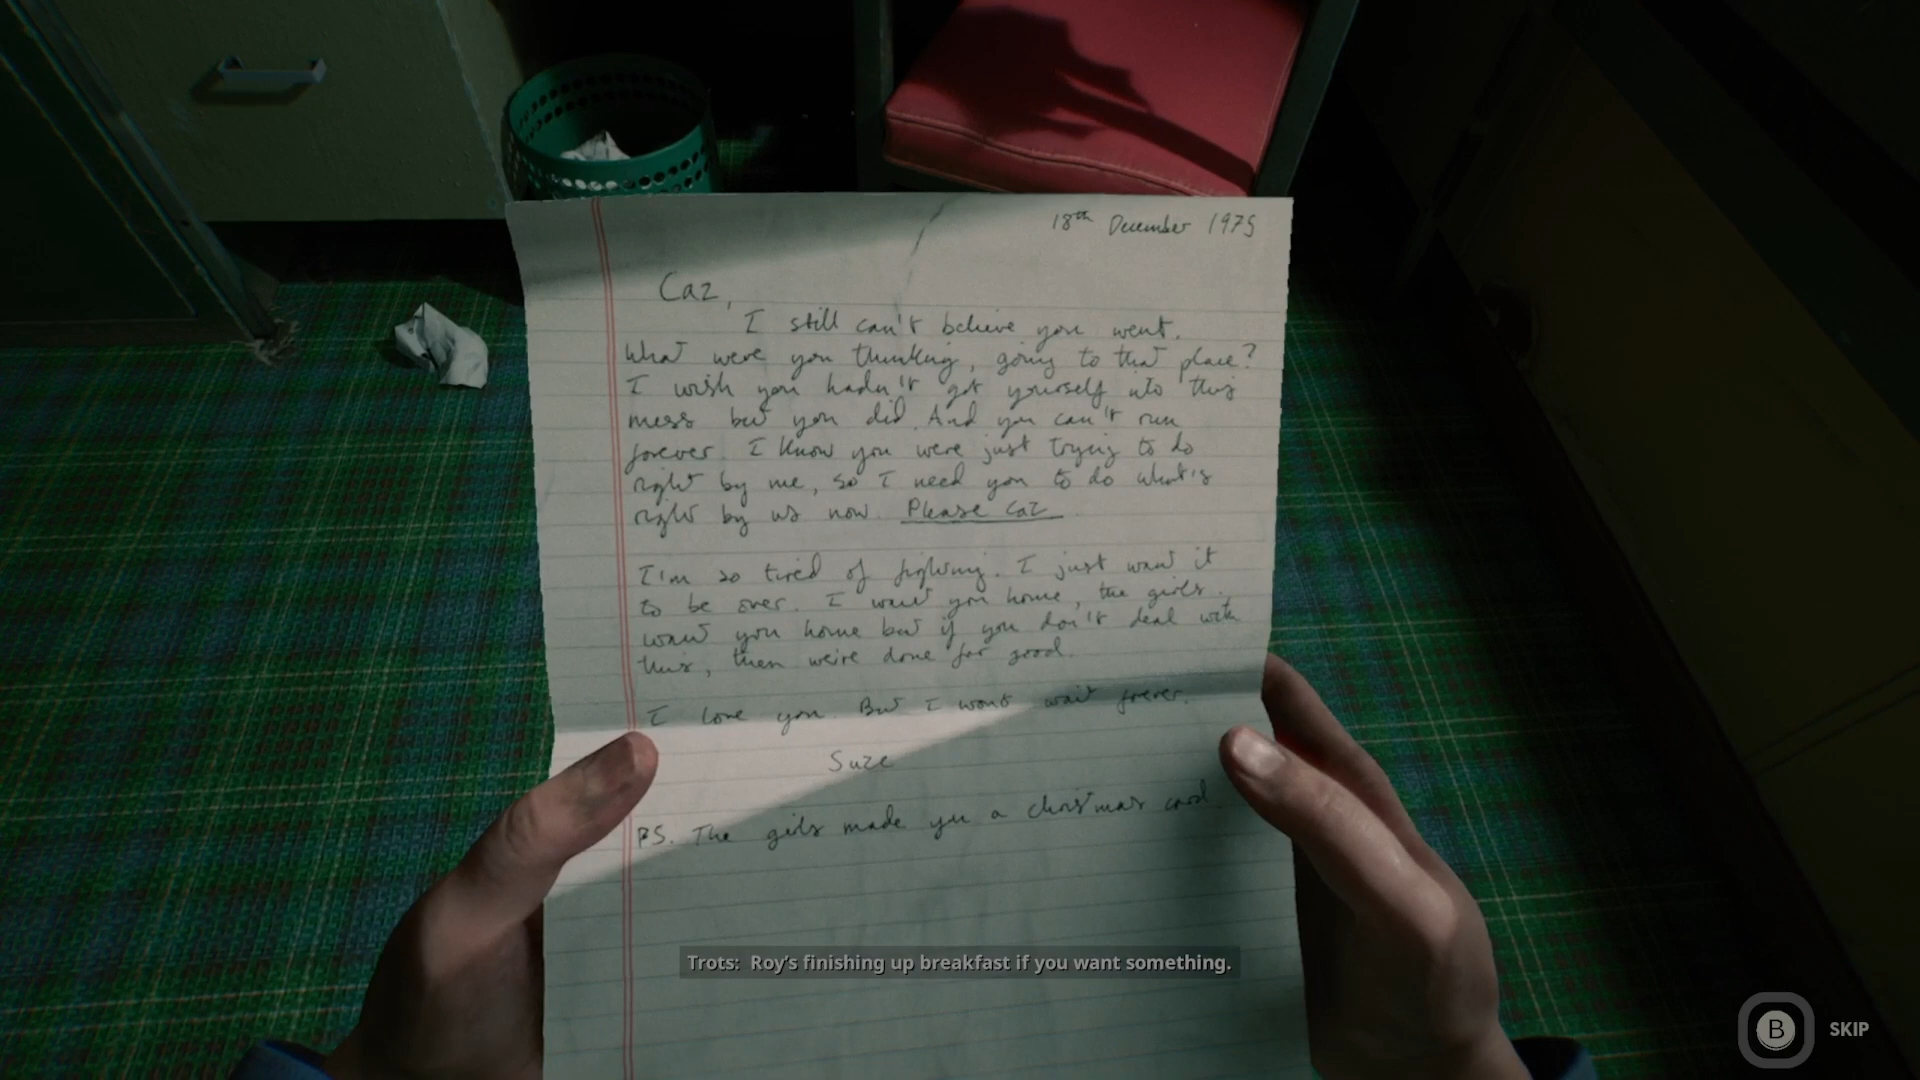 18th December 1975
Caz,
I still can't believe you went.
What were you thinking, going to that place?
I wish you hadn't got yourself into this
mess but you did. And you can't run
forever. I know you were just trying to do
right by me, so I need you to do what's
right by us now. Please Caz
I'm so tired of fighting. I just want it
to be over. I want you home, the girls
want you home but if you don't deal with
this, then we're done for good.
I love you. But I wont wait forever.
Suze
PS. The girls made you a christmas card.
Trots: Roy's finishing up breakfast if you want something.
B SKIP